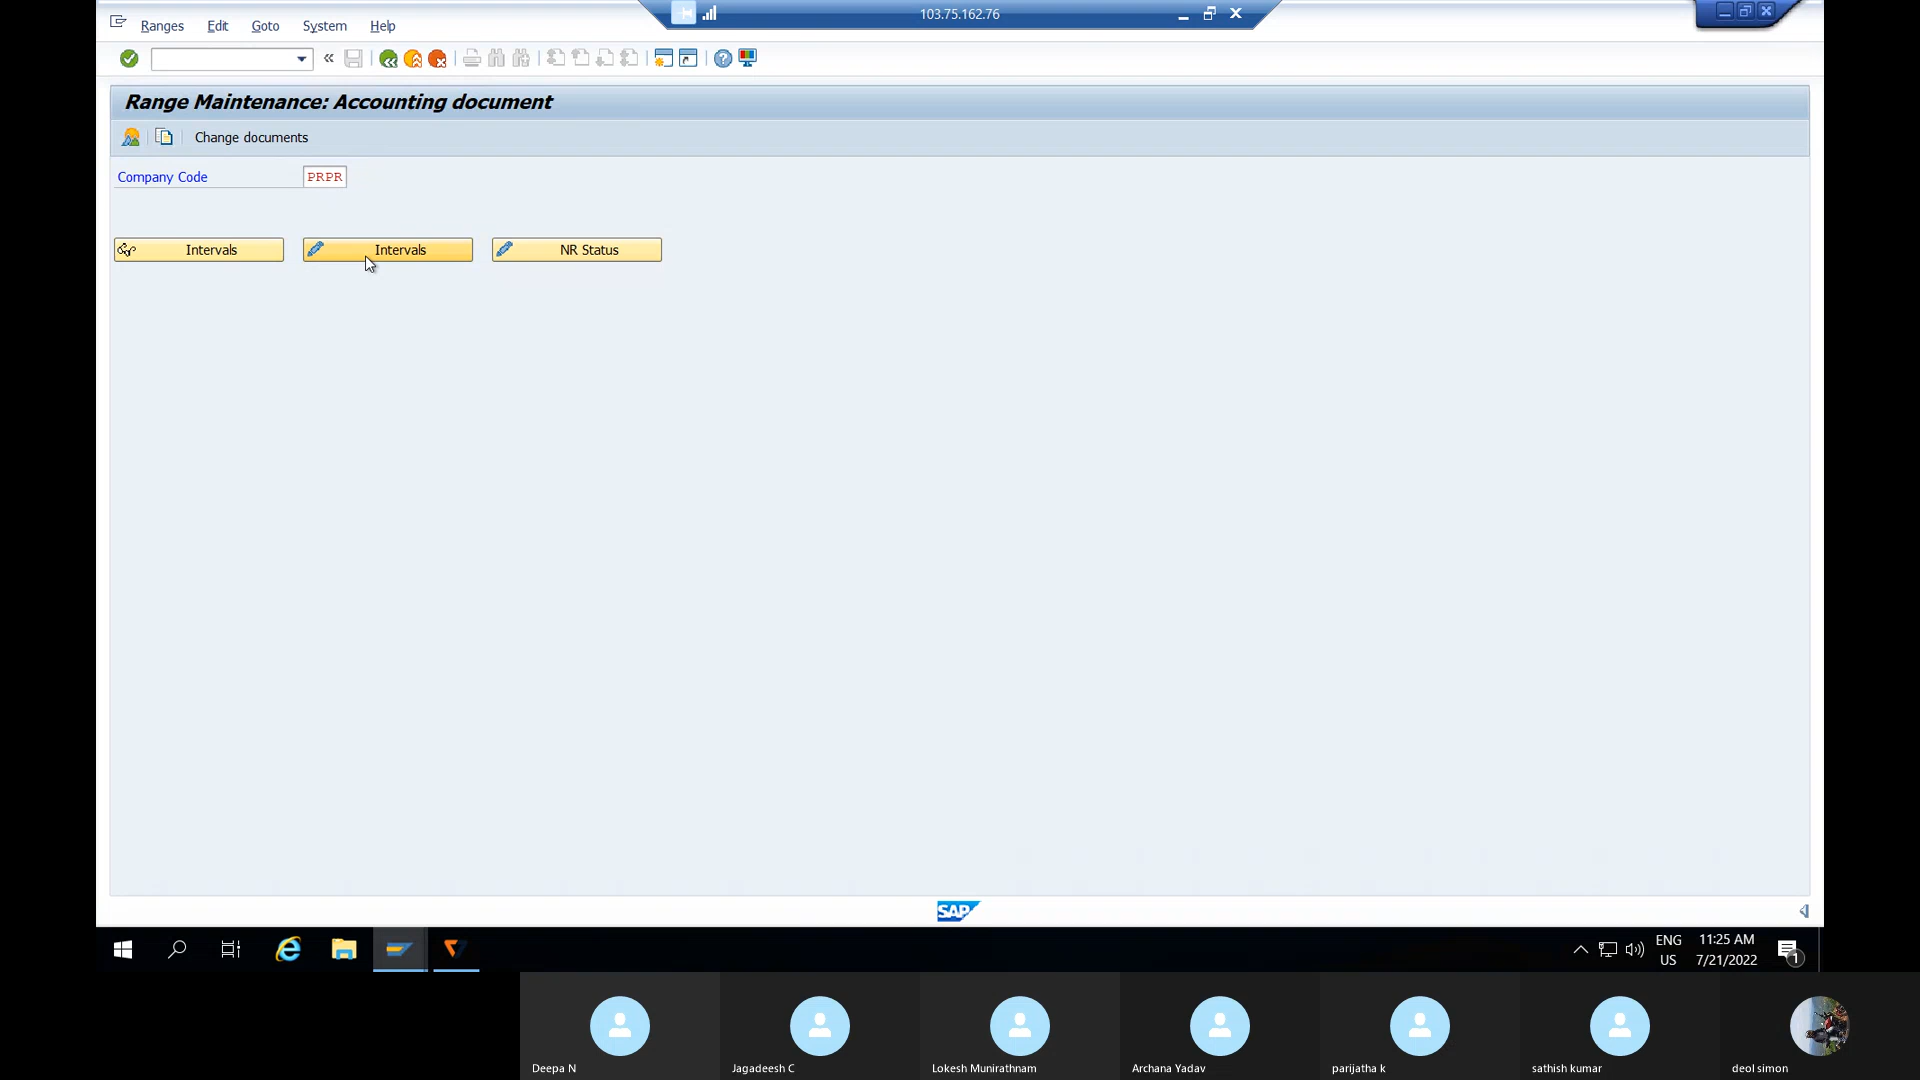 Ranges Edit Goto System Help
103.75.162.76
Range Maintenance: Accounting document
Change documents
Company Code PRPR
Intervals Intervals NR Status
SAP
ENG 11:25 AM
US 7/21/2022 1
Deepa N Jagadeesh C Lokesh Munirathnam Archana Yadav parijatha k sathish kumar deol simon